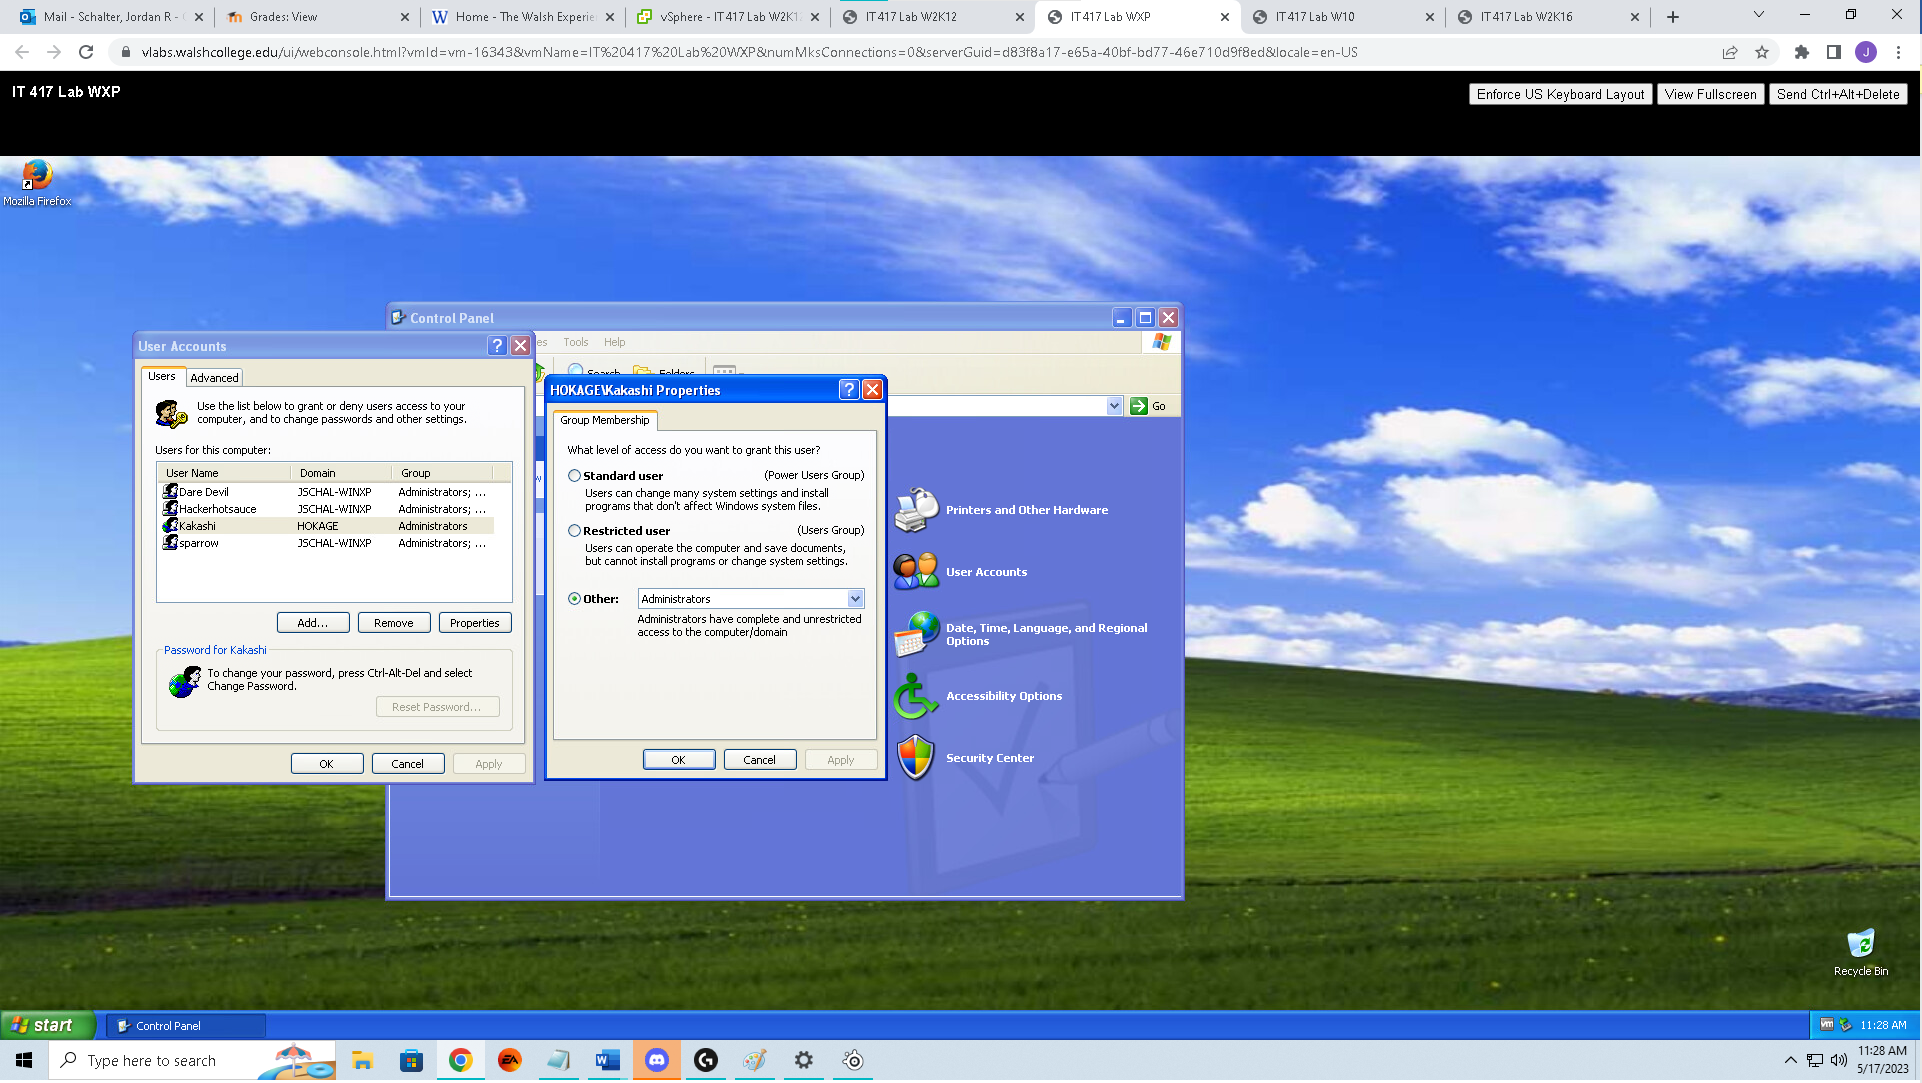 Mail - Schalter, Jordan R - 
Grades: View
Home - The Walsh Experie
vSphere - IT417 Lab W2K1
IT417 Lab W2K12
IT417 Lab WXP
IT417 Lab W10
IT417 Lab W2K16
vlabs.walshcollege.edu/ui/webconsole.html?vmId=vm-16343&vmName=IT%20417%20Lab%20WXP&numMksConnections=0&serverGuid=d83f8a17-e65a-40bf-bd77-46e710d9f8ed&locale=en-US
J
IT 417 Lab WXP
Enforce US Keyboard Layout
View Fullscreen
Send Ctrl+Alt+Delete
Mozilla Firefox
Control Panel
Tools
Help
Search
Folders
Go
User Accounts
Users
Advanced
Use the list below to grant or deny users access to your
computer, and to change passwords and other settings.
Users for this computer:
User Name Domain Group
Dare Devil JSCHAL-WINXP Administrators; ...
Hackerhotsauce JSCHAL-WINXP Administrators; ...
Kakashi HOKAGE Administrators
sparrow JSCHAL-WINXP Administrators; ...
Add...
Remove
Properties
Password for Kakashi
To change your password, press Ctrl-Alt-Del and select
Change Password.
Reset Password...
OK
Cancel
Apply
HOKAGE\Kakashi Properties
Group Membership
What level of access do you want to grant this user?
Standard user (Power Users Group)
Users can change many system settings and install
programs that don't affect Windows system files.
Restricted user (Users Group)
Users can operate the computer and save documents,
but cannot install programs or change system settings.
Other: Administrators
Administrators have complete and unrestricted
access to the computer/domain
OK
Cancel
Apply
Printers and Other Hardware
User Accounts
Date, Time, Language, and Regional
Options
Accessibility Options
Security Center
Recycle Bin
start
Control Panel
vm
11:28 AM
Type here to search
EA
W
11:28 AM
5/17/2023